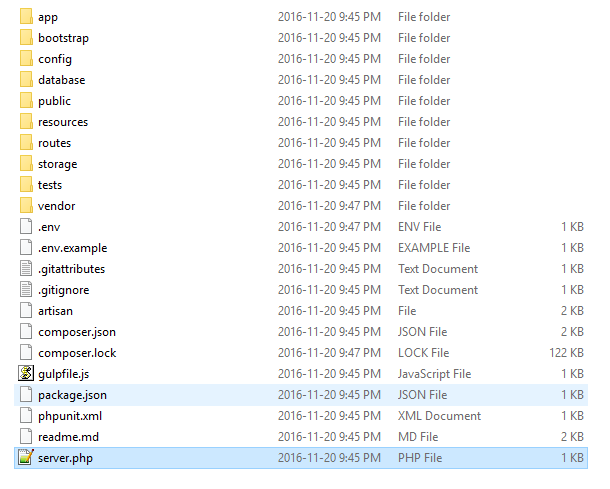 app 2016-11-20 9:45 PM File folder
bootstrap 2016-11-20 9:45 PM File folder
config 2016-11-20 9:45 PM File folder
database 2016-11-20 9:45 PM File folder
public 2016-11-20 9:45 PM File folder
resources 2016-11-20 9:45 PM File folder
routes 2016-11-20 9:45 PM File folder
storage 2016-11-20 9:45 PM File folder
tests 2016-11-20 9:45 PM File folder
vendor 2016-11-20 9:47 PM File folder
.env 2016-11-20 9:47 PM ENV File 1 KB
.env.example 2016-11-20 9:45 PM EXAMPLE File 1 KB
.gitattributes 2016-11-20 9:45 PM Text Document 1 KB
.gitignore 2016-11-20 9:45 PM Text Document 1 KB
artisan 2016-11-20 9:45 PM File 2 KB
composer.json 2016-11-20 9:45 PM JSON File 2 KB
composer.lock 2016-11-20 9:47 PM LOCK File 122 KB
gulpfile.js 2016-11-20 9:45 PM JavaScript File 1 KB
package.json 2016-11-20 9:45 PM JSON File 1 KB
phpunit.xml 2016-11-20 9:45 PM XML Document 1 KB
readme.md 2016-11-20 9:45 PM MD File 2 KB
server.php 2016-11-20 9:45 PM PHP File 1 KB